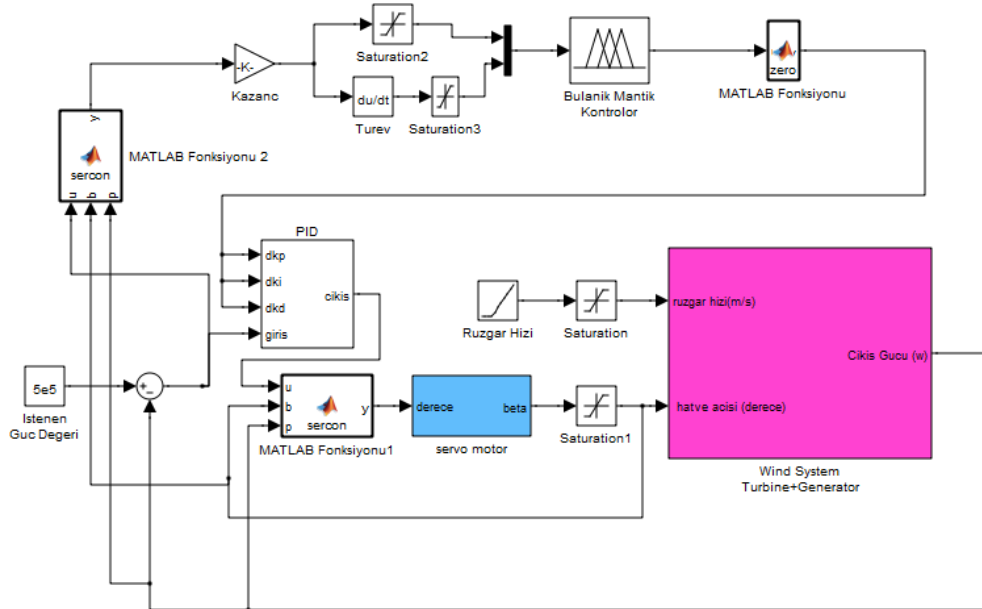 Saturation2
-K-
Kazanc
du/dt
Turev
Saturation3
Bulanik Mantik
Kontrolor
zero
MATLAB Fonksiyonu
y
sercon
u
b
p
MATLAB Fonksiyonu 2
PID
dkp
dki
dkd
giris
cikis
Ruzgar Hizi
Saturation
ruzgar hizi(m/s)
Cikis Gucu (w)
hatve acisi (derece)
Wind System
Turbine+Generator
5e5
Istenen
Guc Degeri
+
−
u
b
p
y
sercon
MATLAB Fonksiyonu1
derece
beta
servo motor
Saturation1